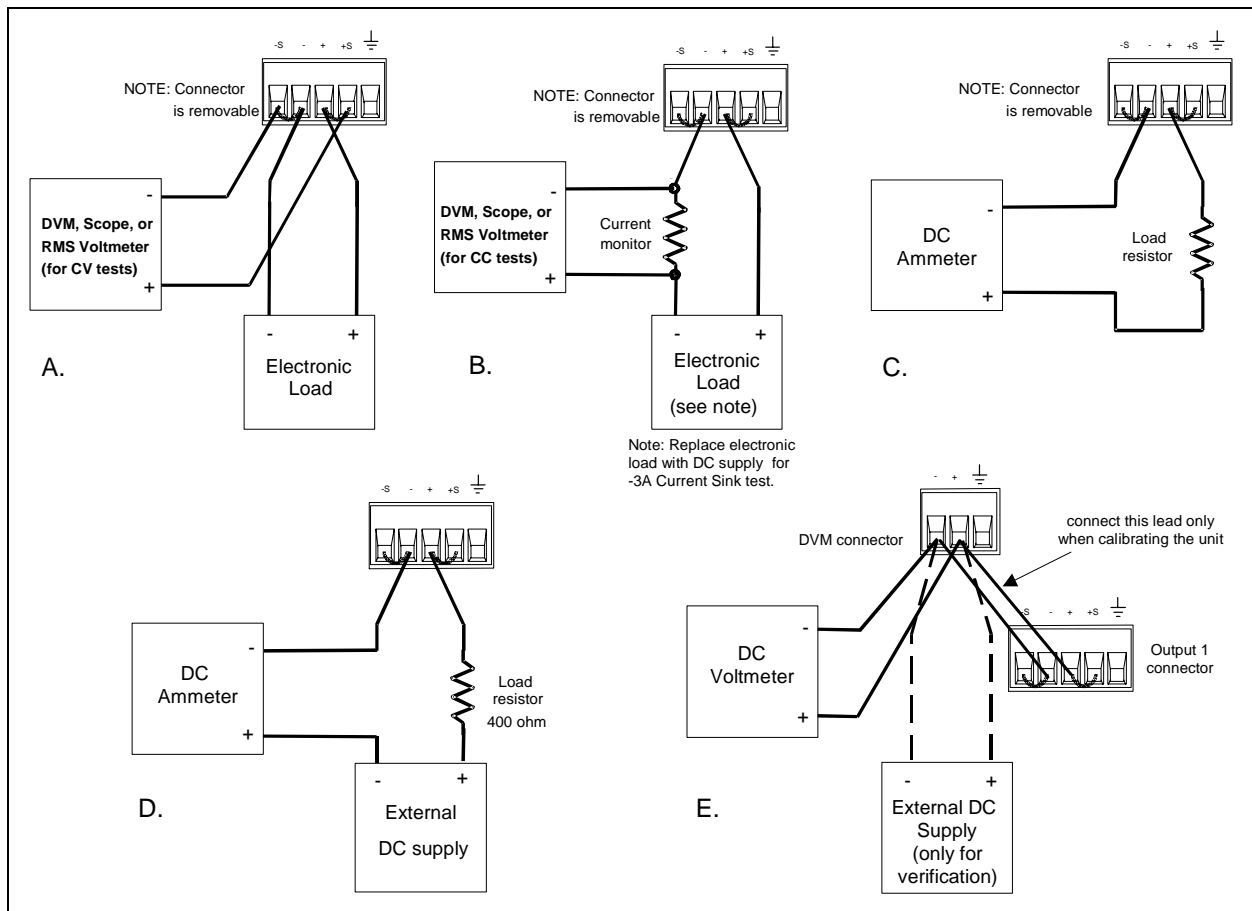 -S - + +S
NOTE: Connector
is removable
-
DVM, Scope, or
RMS Voltmeter
(for CV tests)
+
- +
Electronic
Load
A.
-S - + +S
NOTE: Connector
is removable
-
DVM, Scope, or
RMS Voltmeter
(for CC tests)
+
Current
monitor
- +
Electronic
Load
(see note)
Note: Replace electronic
load with DC supply for
-3A Current Sink test.
B.
-S - + +S
NOTE: Connector
is removable
-
DC
Ammeter
+
Load
resistor
C.
-S - + +S
-
DC
Ammeter
+
Load
resistor
400 ohm
- +
External
DC supply
D.
- +
DVM connector
connect this lead only
when calibrating the unit
-
DC
Voltmeter
+
-S - + +S
Output 1
connector
- +
External DC
Supply
(only for
verification)
E.